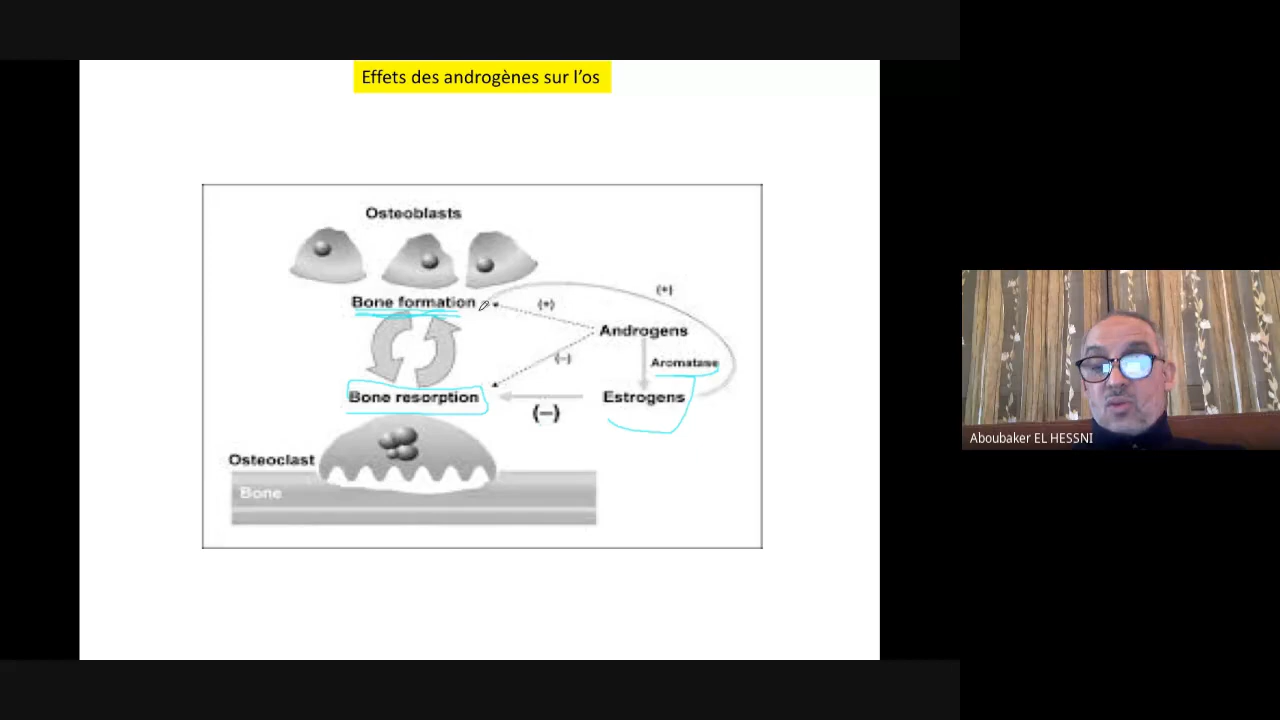 Effets des androgènes sur l'os
Osteoblasts
Bone formation
(+)
(+)
Androgens
(−)
Aromatase
Bone resorption
(−)
Estrogens
Osteoclast
Bone
Aboubaker EL HESSNI